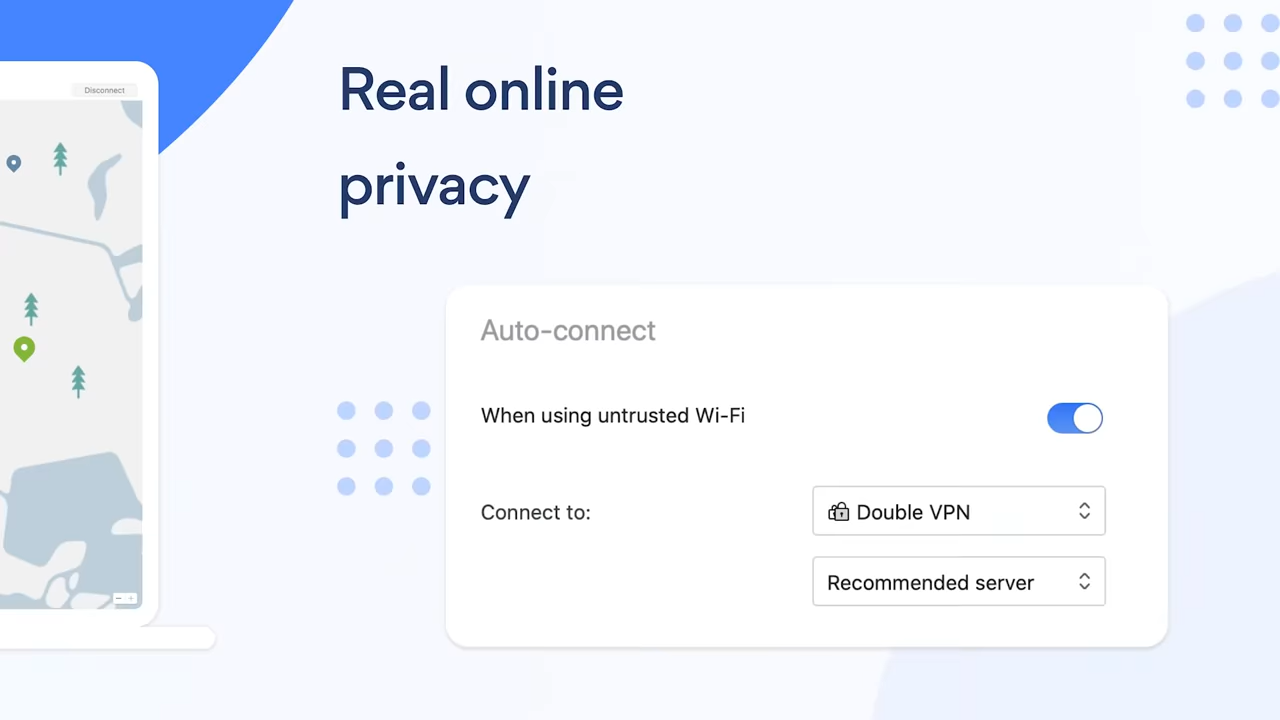 Disconnect
Real online
privacy
Auto-connect
When using untrusted Wi-Fi
Connect to:
Double VPN
Recommended server